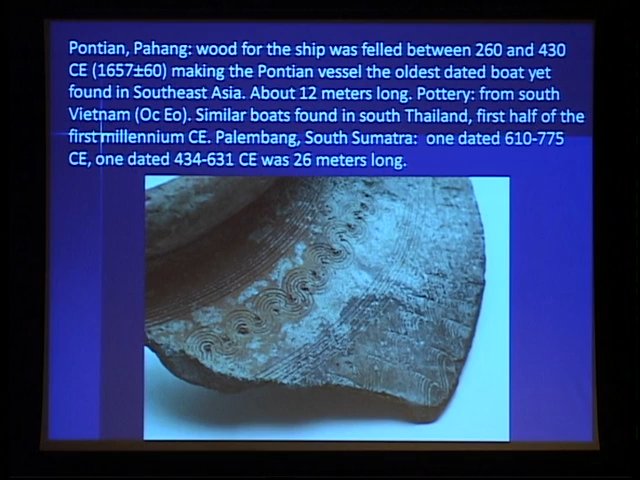 Pontian, Pahang: wood for the ship was felled between 260 and 430
CE (1657±60) making the Pontian vessel the oldest dated boat yet
found in Southeast Asia. About 12 meters long. Pottery: from south
Vietnam (Oc Eo). Similar boats found in south Thailand, first half of the
first millennium CE. Palembang, South Sumatra:  one dated 610-775
CE, one dated 434-631 CE was 26 meters long.